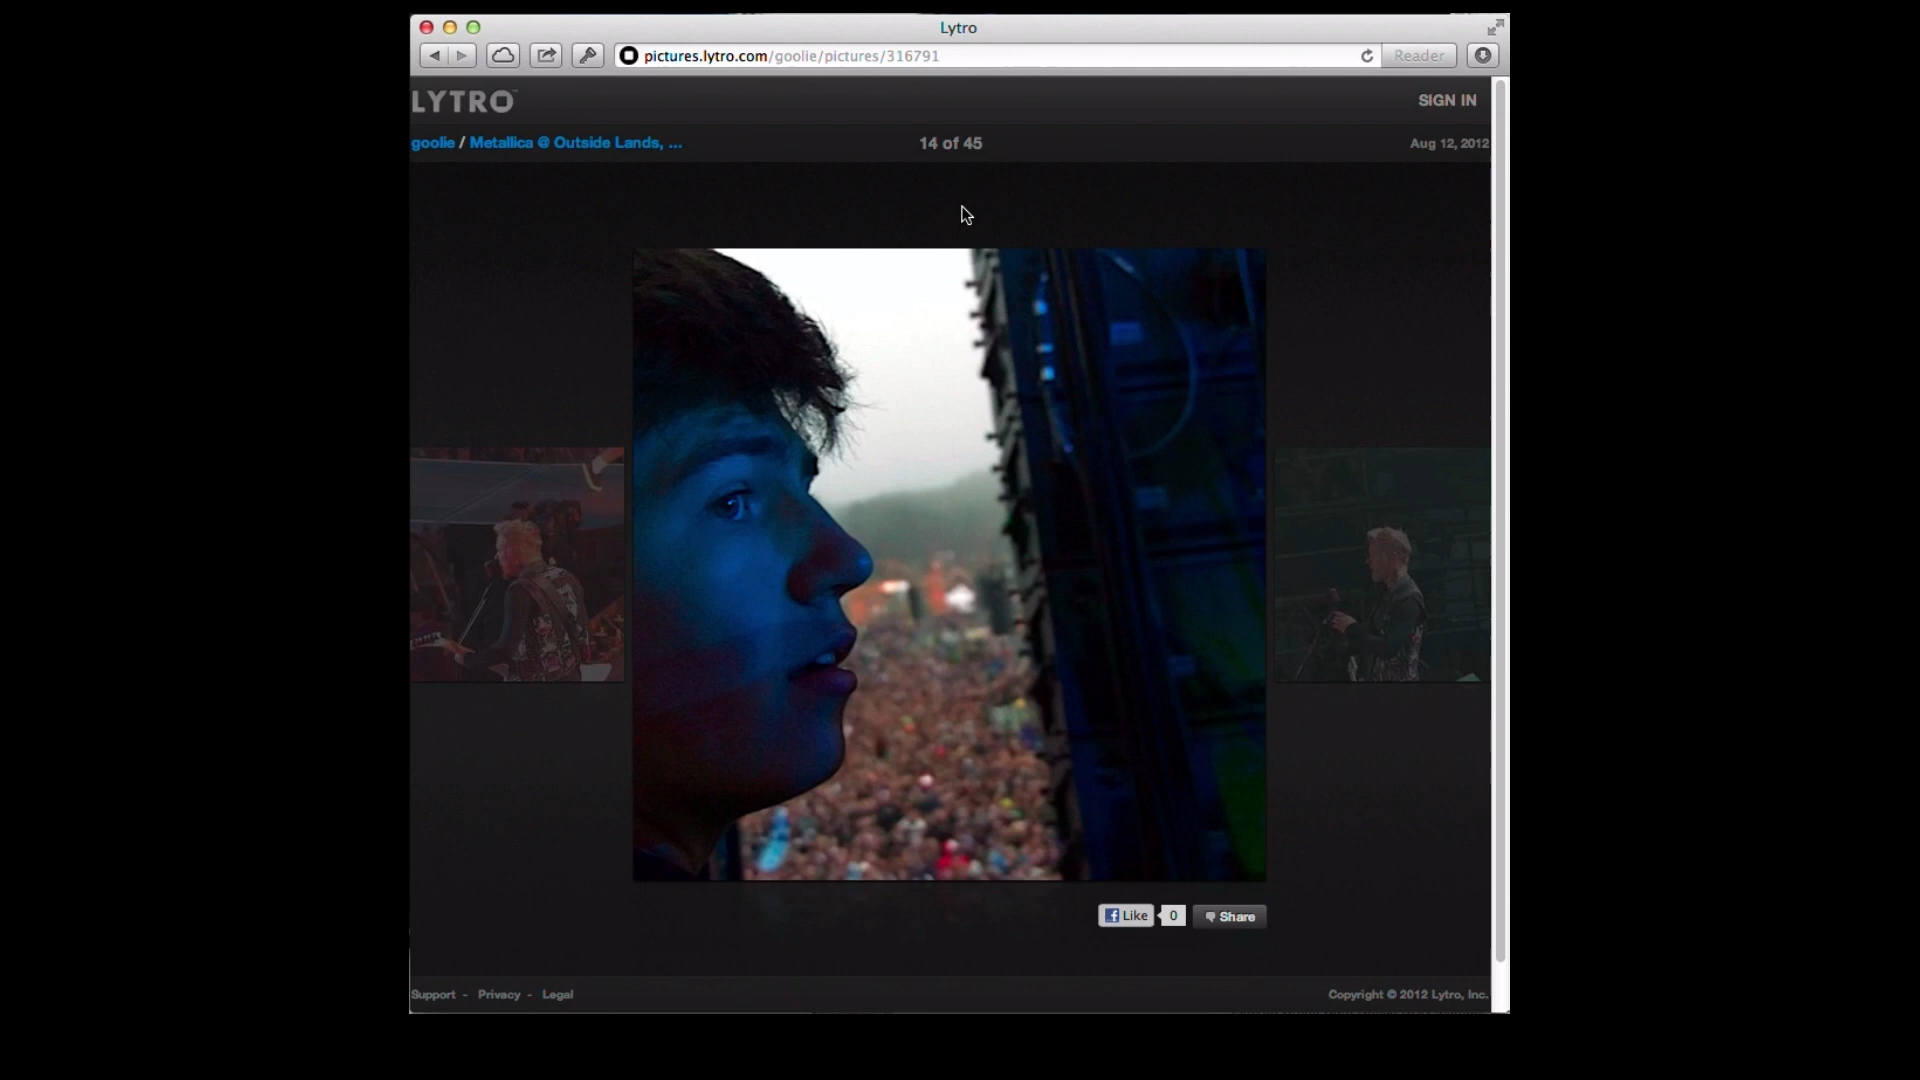 Lytro
pictures.lytro.com/goolie/pictures/316791
Reader
LYTRO
SIGN IN
goolie / Metallica @ Outside Lands, ...
14 of 45
Aug 12, 2012
Like
0
Share
Support - Privacy - Legal
Copyright © 2012 Lytro, Inc.